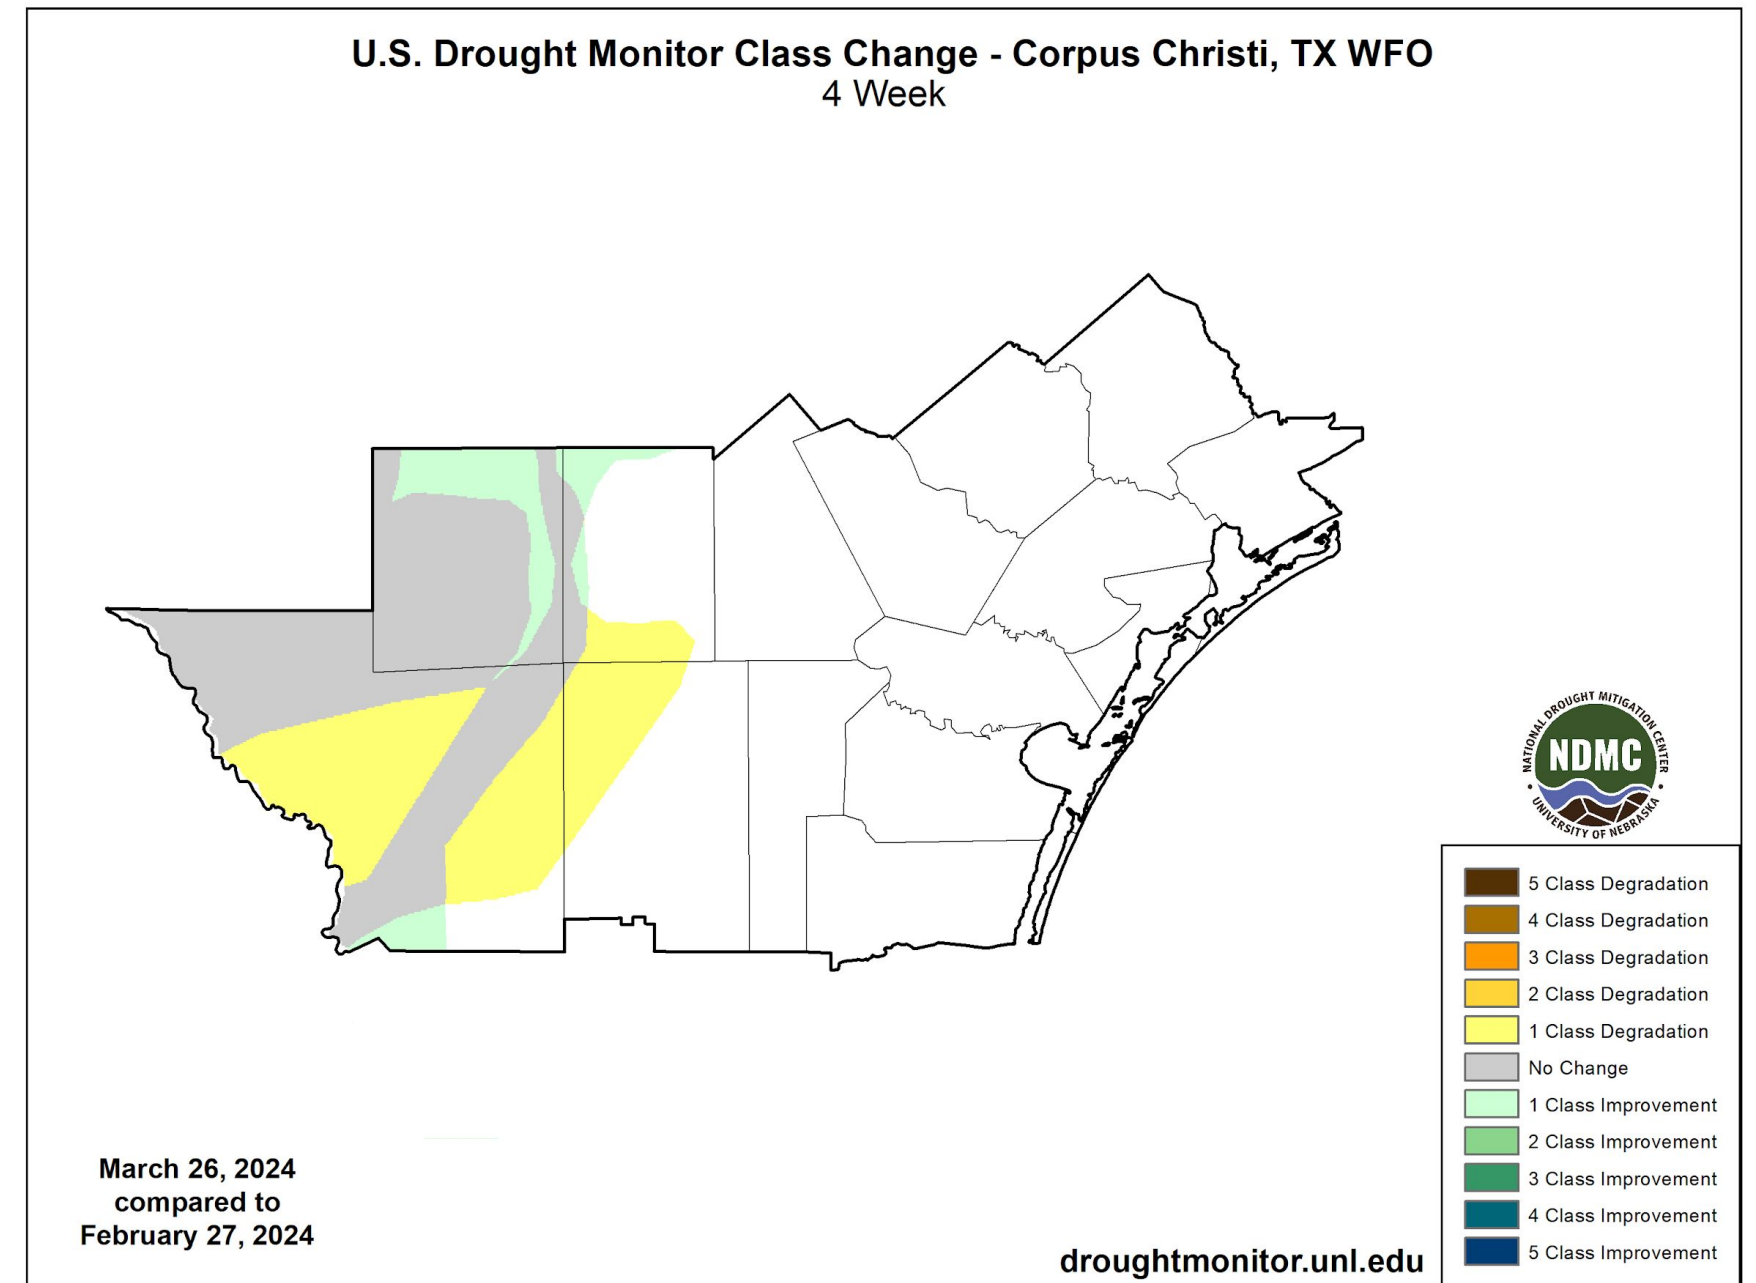 U.S. Drought Monitor Class Change - Corpus Christi, TX WFO
4 Week
NATIONAL DROUGHT MITIGATION CENTER
NDMC
UNIVERSITY OF NEBRASKA
5 Class Degradation
4 Class Degradation
3 Class Degradation
2 Class Degradation
1 Class Degradation
No Change
1 Class Improvement
2 Class Improvement
3 Class Improvement
4 Class Improvement
5 Class Improvement
March 26, 2024
compared to
February 27, 2024
droughtmonitor.unl.edu